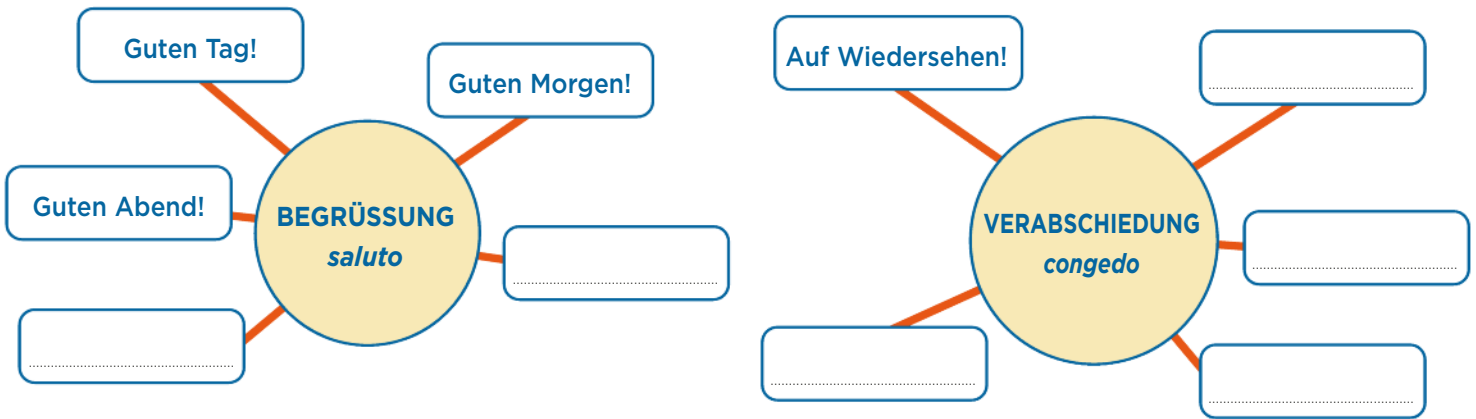 Guten Tag!
Guten Morgen!
Guten Abend!
BEGRÜSSUNG
saluto
Auf Wiedersehen!
VERABSCHIEDUNG
congedo